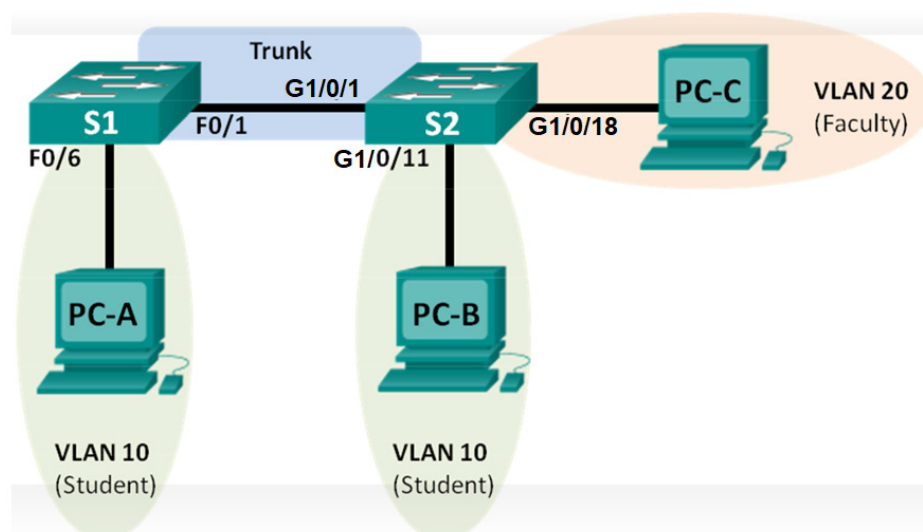 Trunk
G1/0/1
S1
F0/1
S2
G1/0/18
PC-C
VLAN 20
(Faculty)
F0/6
G1/0/11
PC-A
PC-B
VLAN 10
(Student)
VLAN 10
(Student)